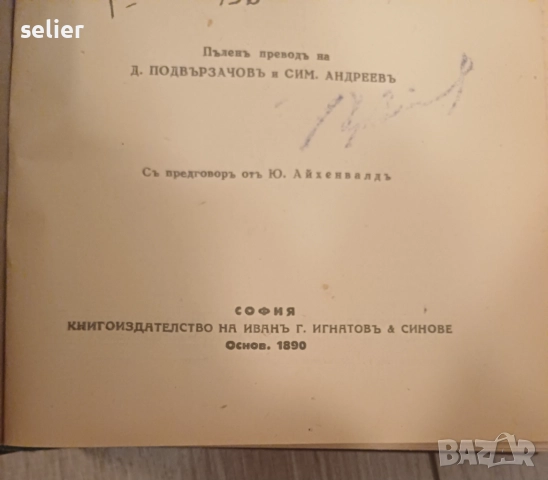 selier
Пъленъ преводъ на
Д. ПОДВЪРЗАЧОВЪ и СИМ. АНДРЕЕВЪ
Съ предговоръ отъ Ю. Айхенвалдъ
СОФИЯ
КНИГОИЗДАТЕЛСТВО НА ИВАНЪ Г. ИГНАТОВЪ & СИНОВЕ
Основ. 1890
BAZAR